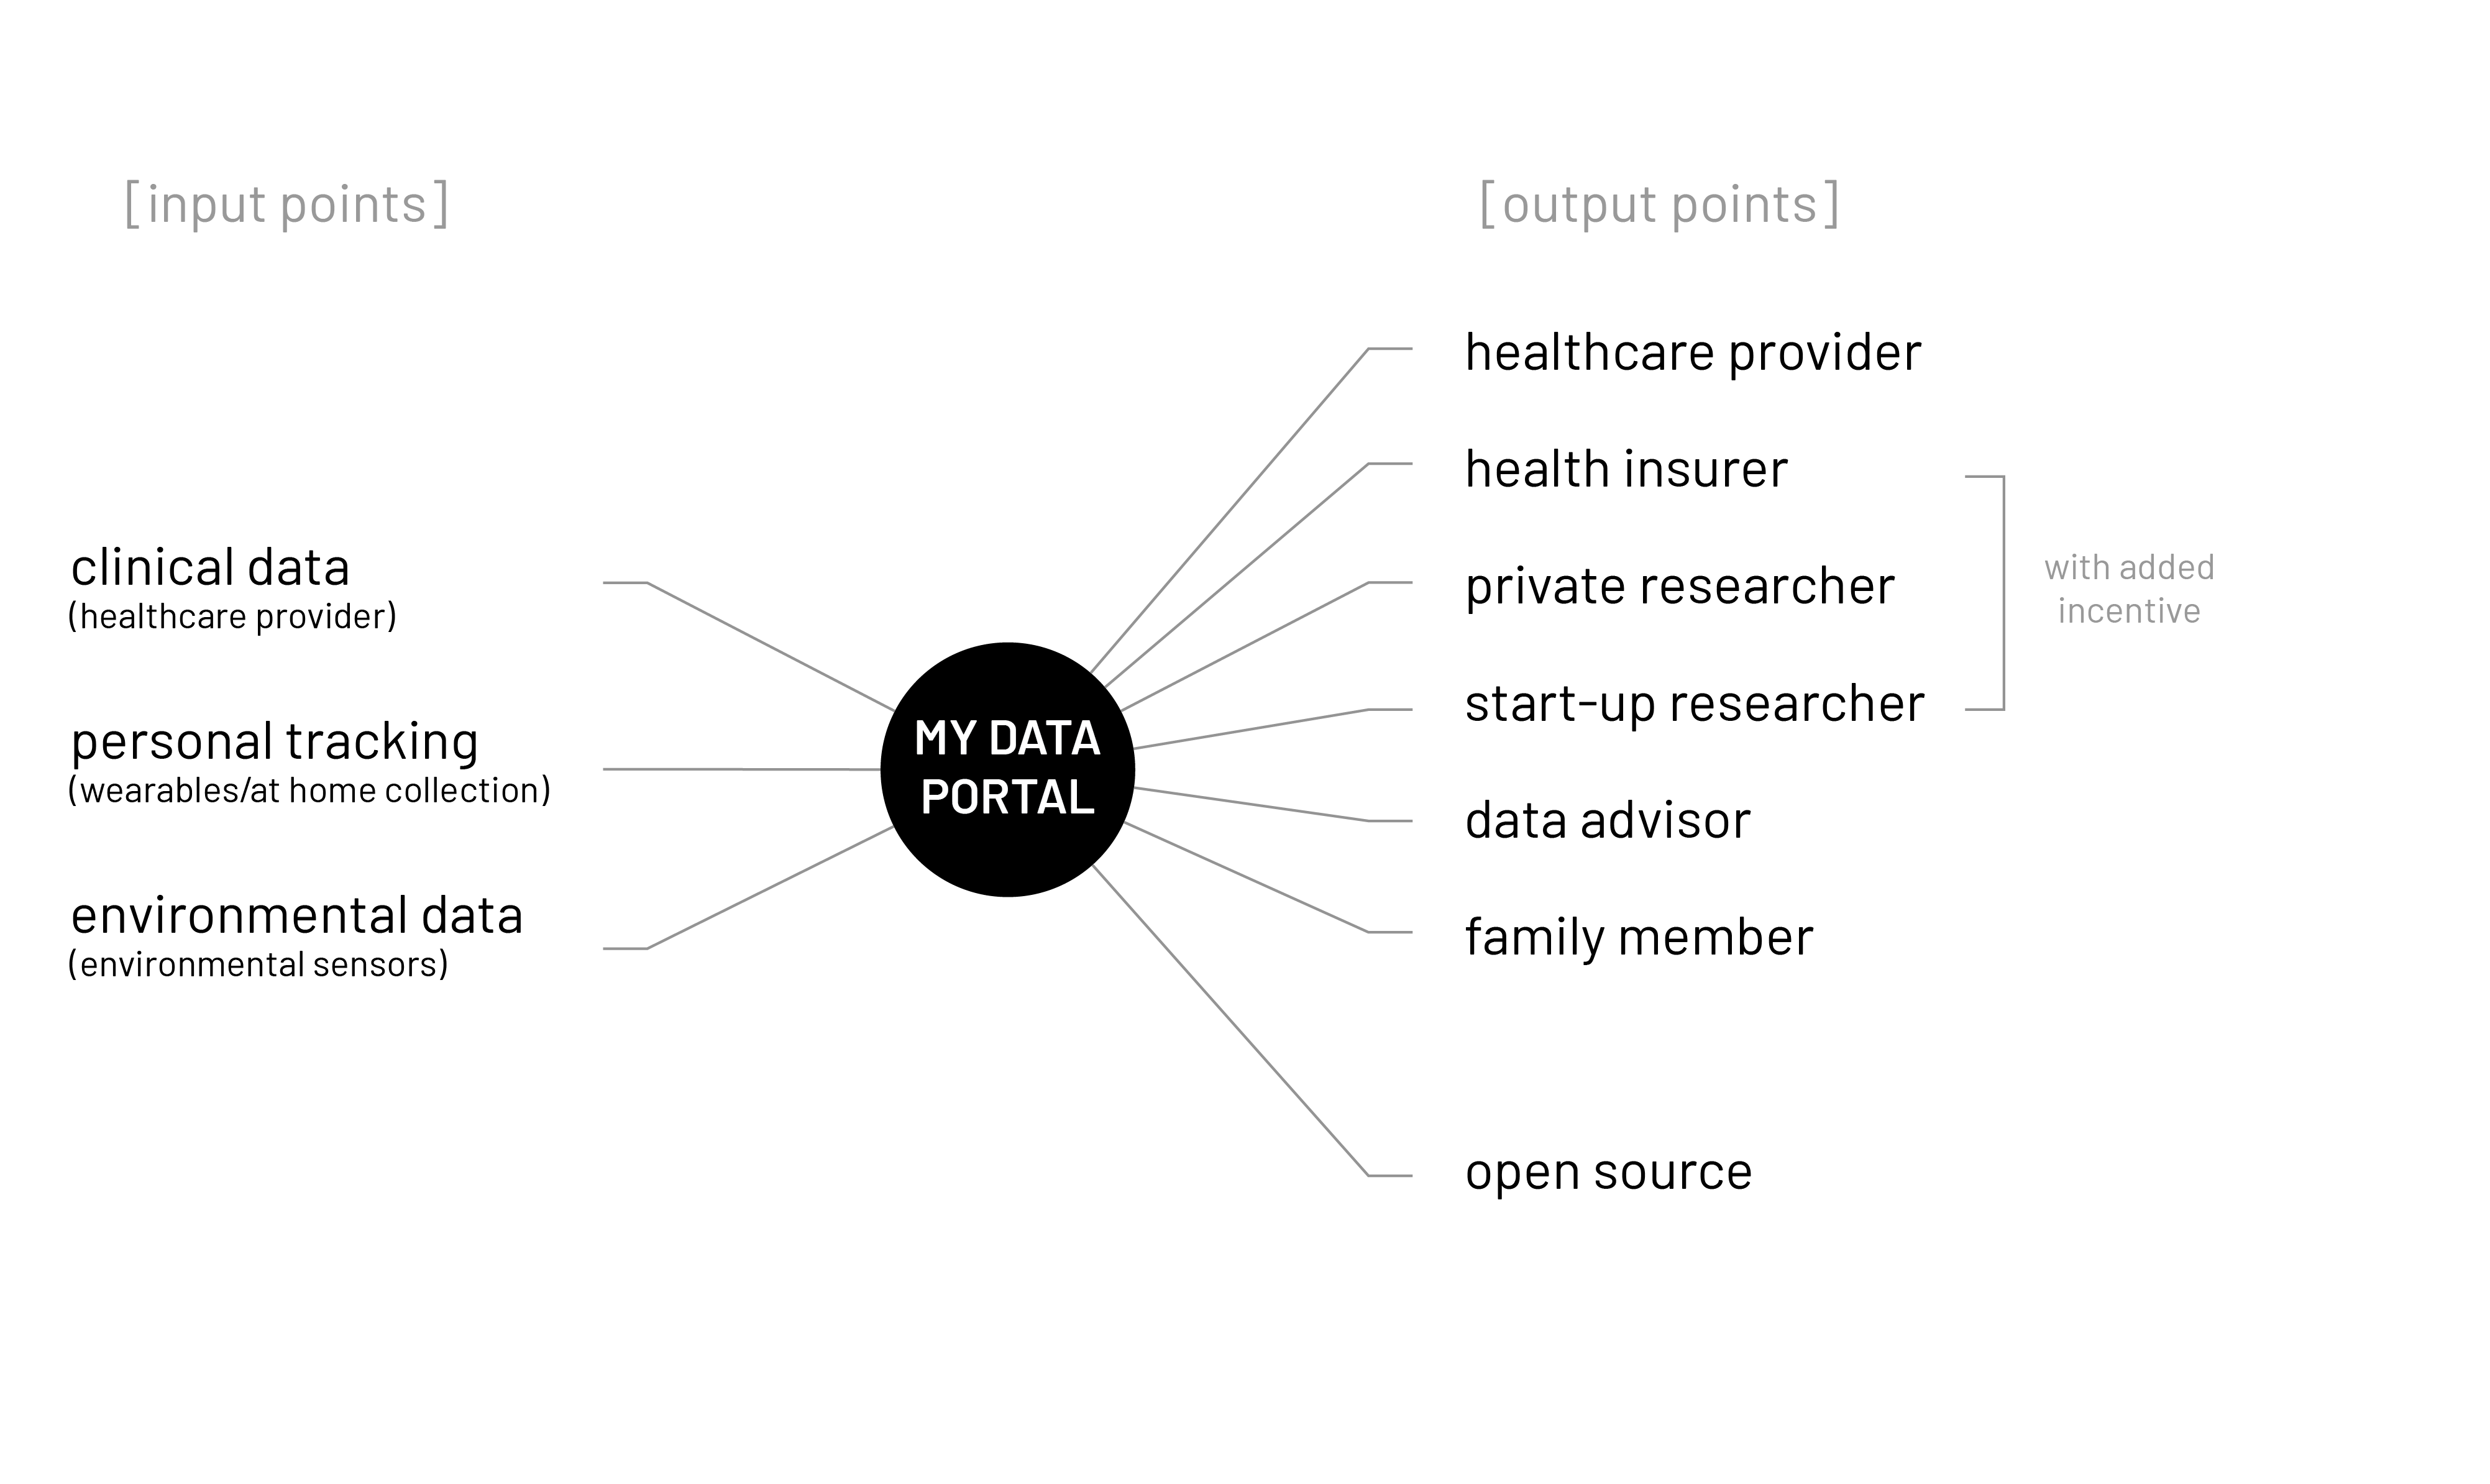 [input points]
clinical data
(healthcare provider)
personal tracking
(wearables/at home collection)
environmental data
(environmental sensors)
MY DATA
PORTAL
[output points]
healthcare provider
health insurer
private researcher
start-up researcher
data advisor
family member
open source
with added
incentive